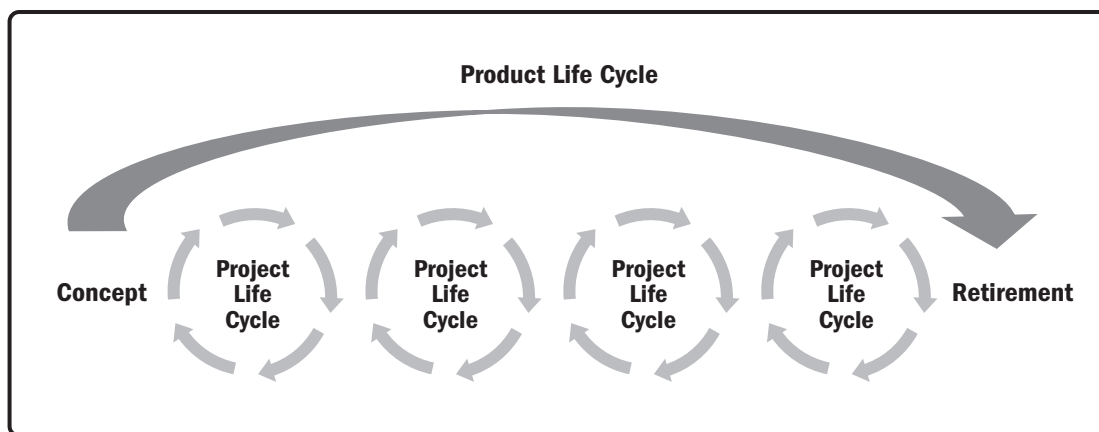 Product Life Cycle
Concept
Project
Life
Cycle
Project
Life
Cycle
Project
Life
Cycle
Project
Life
Cycle
Retirement